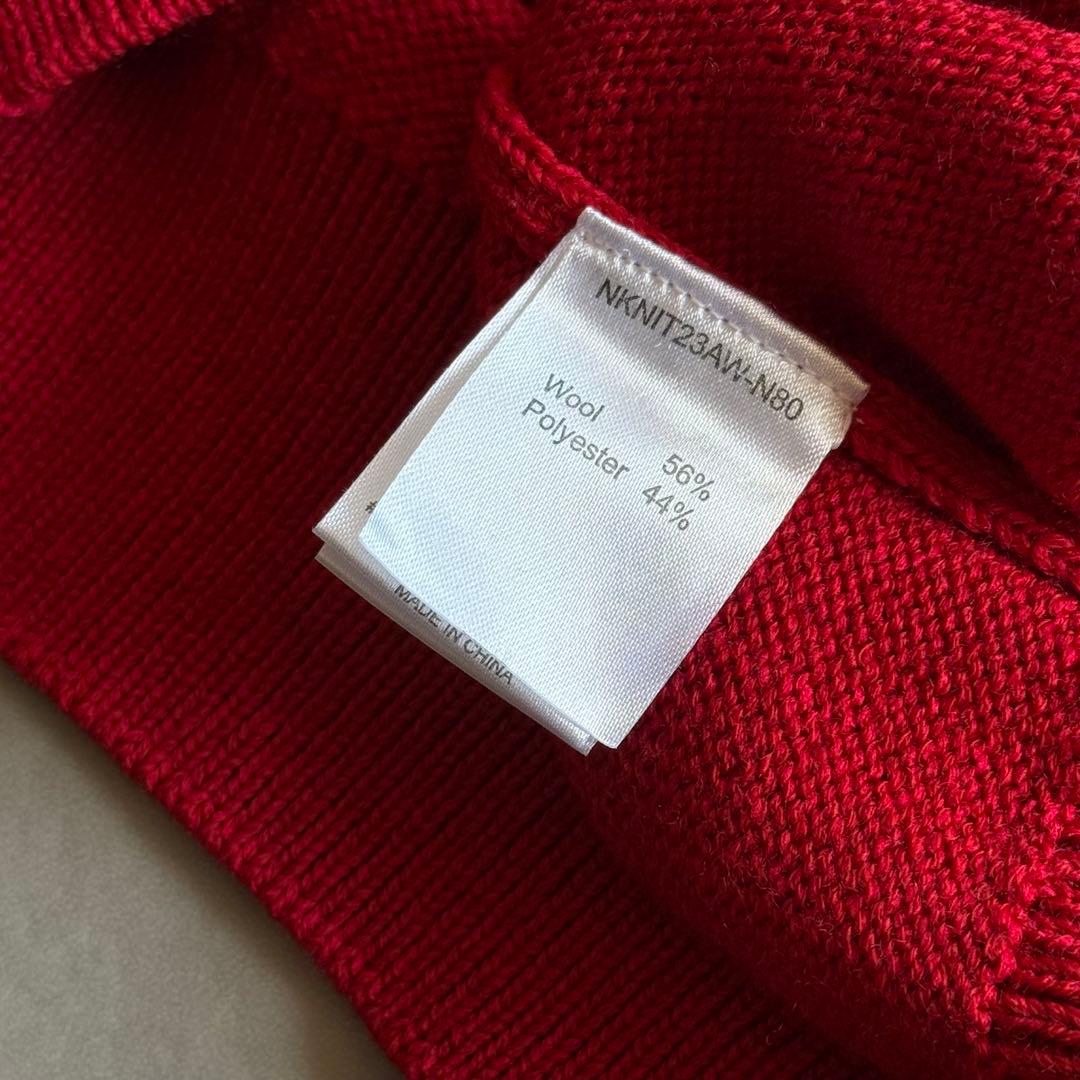 NKNIT23AW-N80
Wool 56%
Polyester 44%
MADE IN CHINA